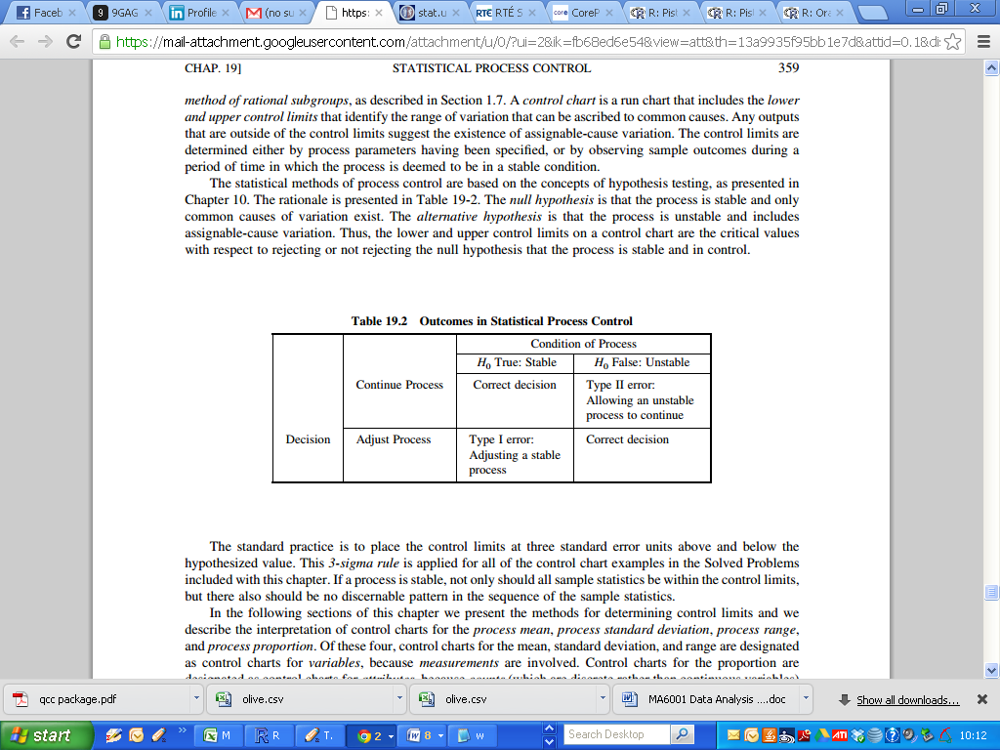 Faceb
9GAG
Profile
(no su
https:
stat.u
RTÉ S
CoreP
R: Pis
R: Pis
R: Ora
https://mail-attachment.googleusercontent.com/attachment/u/0/?ui=2&ik=fb68ed6e54&view=att&th=13a9935f95bb1e7d&attid=0.1&di
CHAP. 19] STATISTICAL PROCESS CONTROL 359
method of rational subgroups, as described in Section 1.7. A control chart is a run chart that includes the lower
and upper control limits that identify the range of variation that can be ascribed to common causes. Any outputs
that are outside of the control limits suggest the existence of assignable-cause variation. The control limits are
determined either by process parameters having been specified, or by observing sample outcomes during a
period of time in which the process is deemed to be in a stable condition.
The statistical methods of process control are based on the concepts of hypothesis testing, as presented in
Chapter 10. The rationale is presented in Table 19-2. The null hypothesis is that the process is stable and only
common causes of variation exist. The alternative hypothesis is that the process is unstable and includes
assignable-cause variation. Thus, the lower and upper control limits on a control chart are the critical values
with respect to rejecting or not rejecting the null hypothesis that the process is stable and in control.
Table 19.2 Outcomes in Statistical Process Control
Condition of Process
H0 True: Stable H0 False: Unstable
Continue Process Correct decision Type II error:
Allowing an unstable
process to continue
Decision Adjust Process Type I error: Correct decision
Adjusting a stable
process
The standard practice is to place the control limits at three standard error units above and below the
hypothesized value. This 3-sigma rule is applied for all of the control chart examples in the Solved Problems
included with this chapter. If a process is stable, not only should all sample statistics be within the control limits,
but there also should be no discernable pattern in the sequence of the sample statistics.
In the following sections of this chapter we present the methods for determining control limits and we
describe the interpretation of control charts for the process mean, process standard deviation, process range,
and process proportion. Of these four, control charts for the mean, standard deviation, and range are designated
as control charts for variables, because measurements are involved. Control charts for the proportion are
designated as control charts for attributes, because counts (which are discrete rather than continuous variables)
qcc package.pdf
olive.csv
olive.csv
MA6001 Data Analysis ....doc
Show all downloads...
start
M
R
T.
2
8
w
Search Desktop
10:12